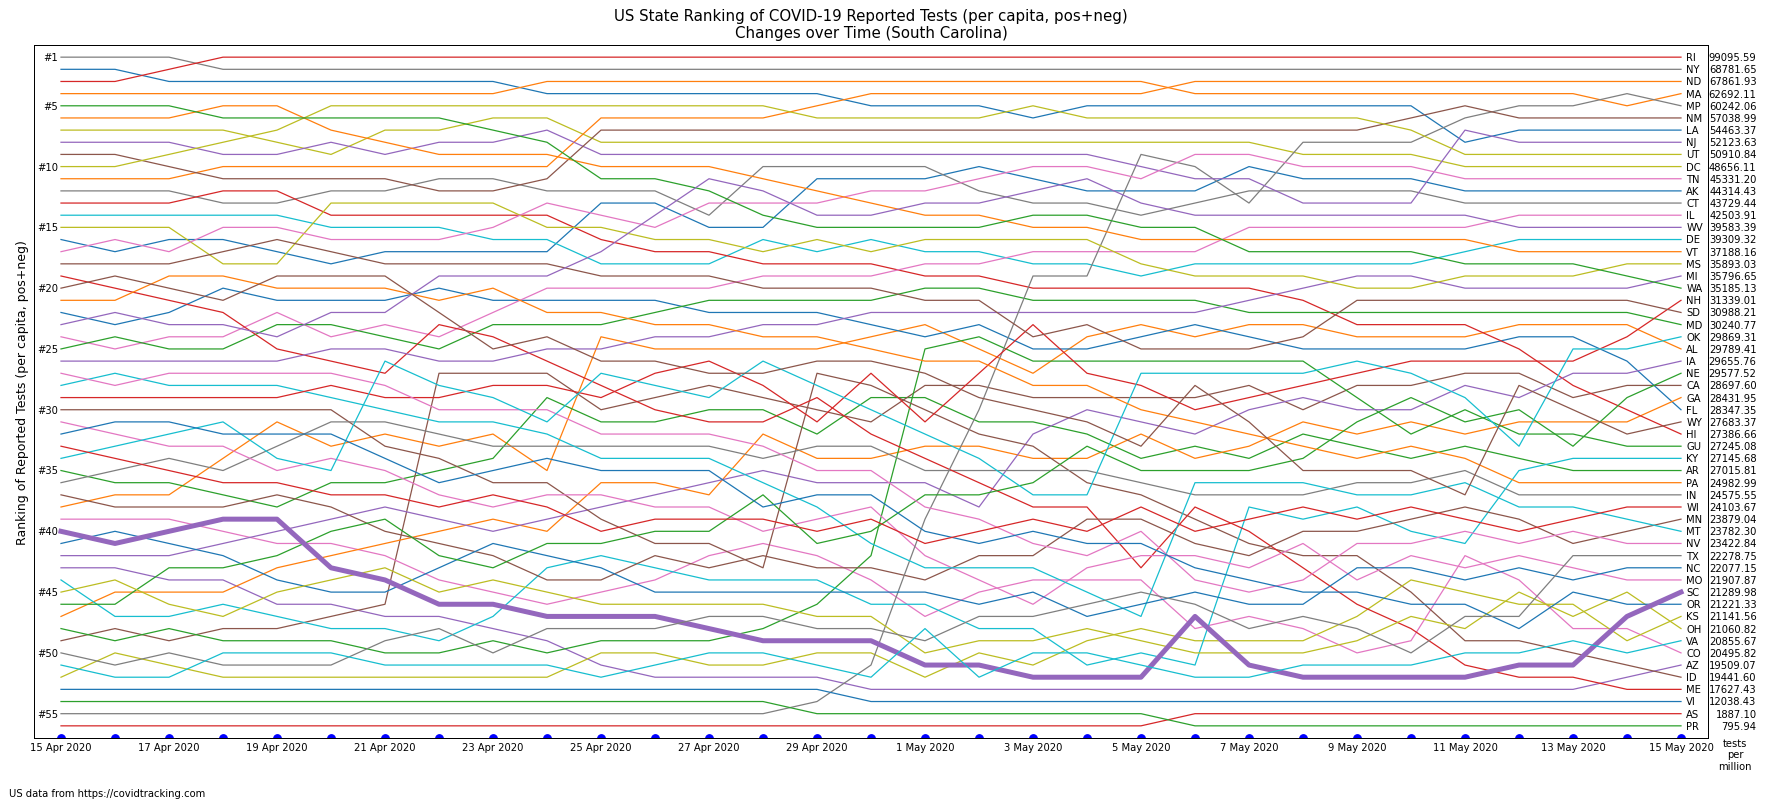 US State Ranking of COVID-19 Reported Tests (per capita, pos+neg)
Changes over Time (South Carolina)
Ranking of Reported Tests (per capita, pos+neg)
#1
#5
#10
#15
#20
#25
#30
#35
#40
#45
#50
#55
RI 99095.59
NY 68781.65
ND 67861.93
MA 62692.11
MP 60242.06
NM 57038.99
LA 54463.37
NJ 52123.63
UT 50910.84
DC 48656.11
TN 45331.20
AK 44314.43
CT 43729.44
IL 42503.91
WV 39583.39
DE 39309.32
VT 37188.16
MS 35893.03
MI 35796.65
WA 35185.13
NH 31339.01
SD 30988.21
MD 30240.77
OK 29869.31
AL 29789.41
IA 29655.76
NE 29577.52
CA 28697.60
GA 28431.95
FL 28347.35
WY 27683.37
HI 27386.66
GU 27245.08
KY 27145.68
AR 27015.81
PA 24982.99
IN 24575.55
WI 24103.67
MN 23879.04
MT 23782.30
NV 23422.84
TX 22278.75
NC 22077.15
MO 21907.87
SC 21289.98
OR 21221.33
KS 21141.56
OH 21060.82
VA 20855.67
CO 20495.82
AZ 19509.07
ID 19441.60
ME 17627.43
VI 12038.43
AS 1887.10
PR 795.94
15 Apr 2020 17 Apr 2020 19 Apr 2020 21 Apr 2020 23 Apr 2020 25 Apr 2020 27 Apr 2020 29 Apr 2020 1 May 2020 3 May 2020 5 May 2020 7 May 2020 9 May 2020 11 May 2020 13 May 2020 15 May 2020
tests
per
million
US data from https://covidtracking.com